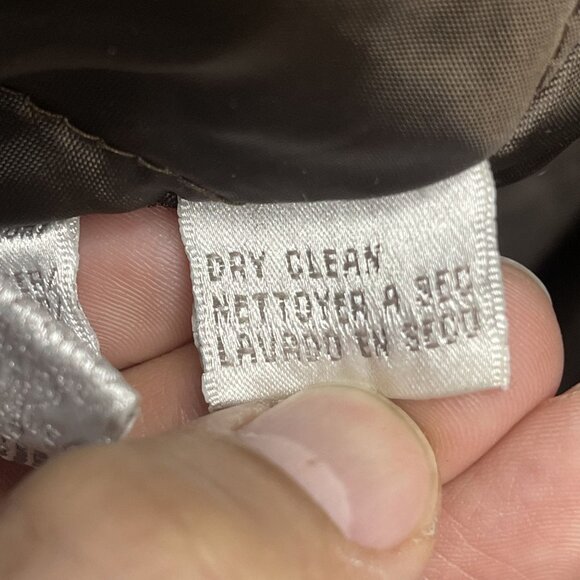 DRY CLEAN
NETTOYER A SEC
LAVADO EN SECO